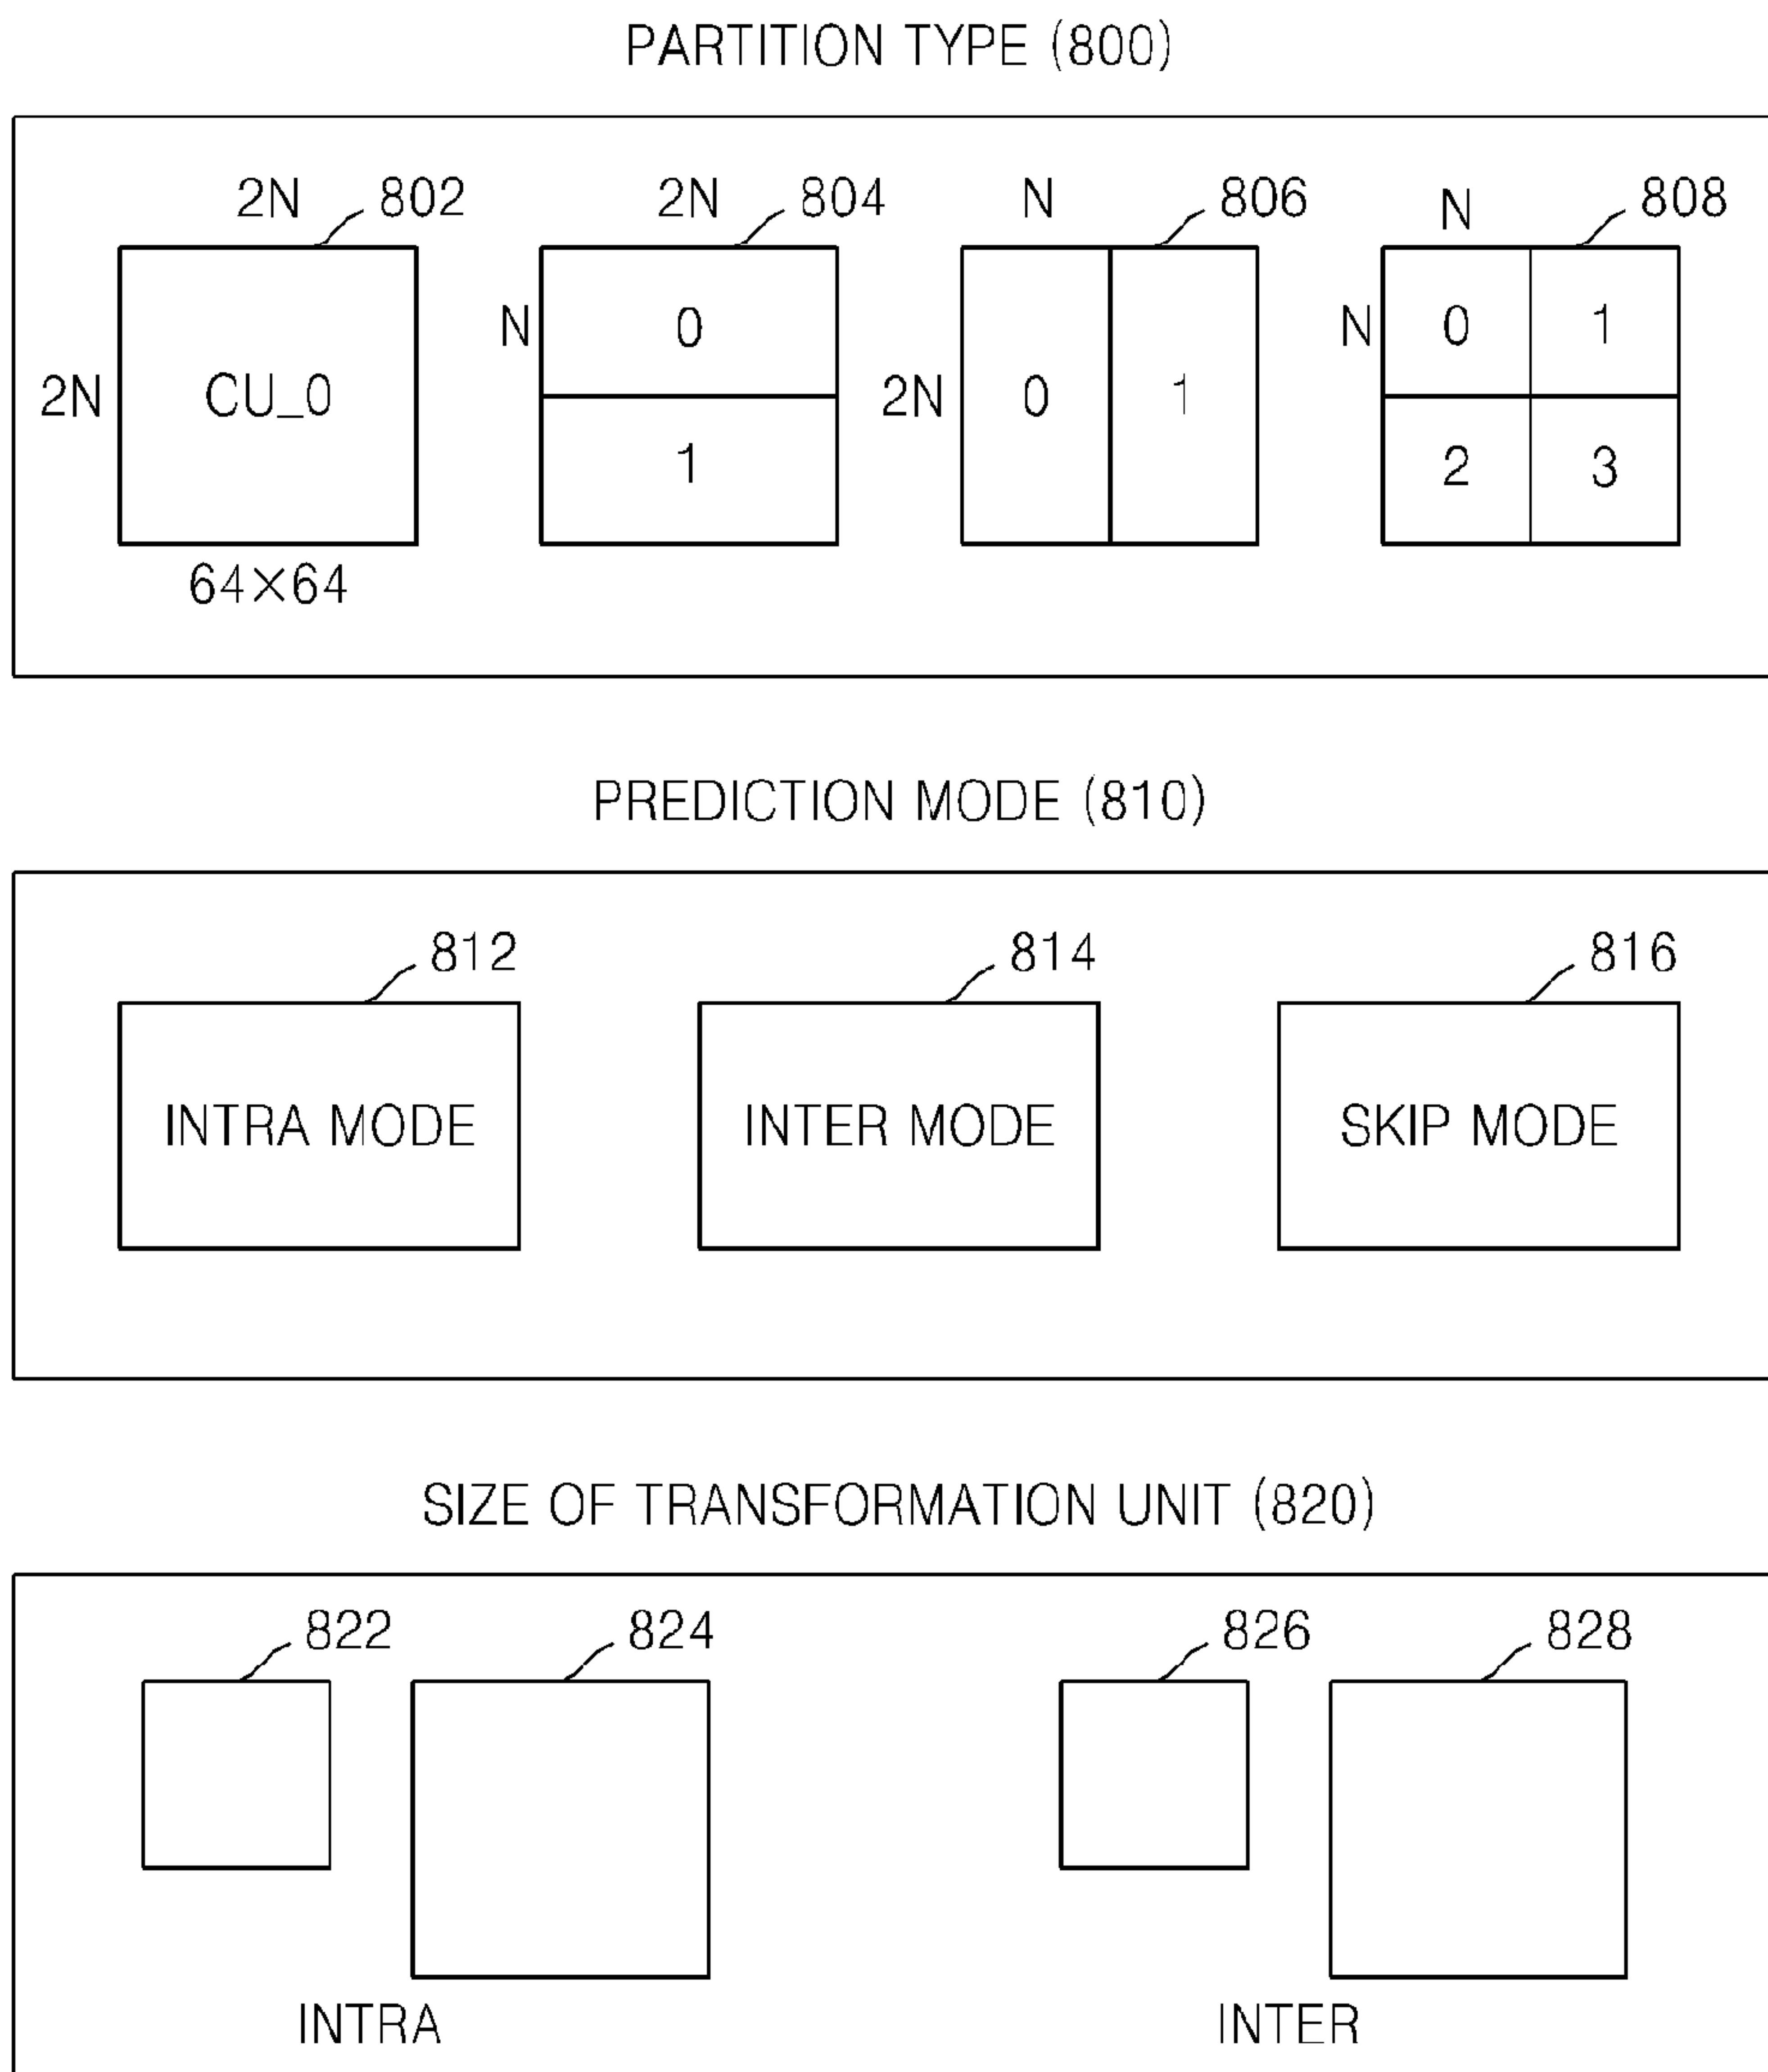 PARTITION TYPE (800)
2N 802 2N 804 N 806 N 808
N 0 N 0 1
2N CU_0 2N 0 1
1 2 3
64×64
PREDICTION MODE (810)
812 814 816
INTRA MODE INTER MODE SKIP MODE
SIZE OF TRANSFORMATION UNIT (820)
822 824 826 828
INTRA INTER